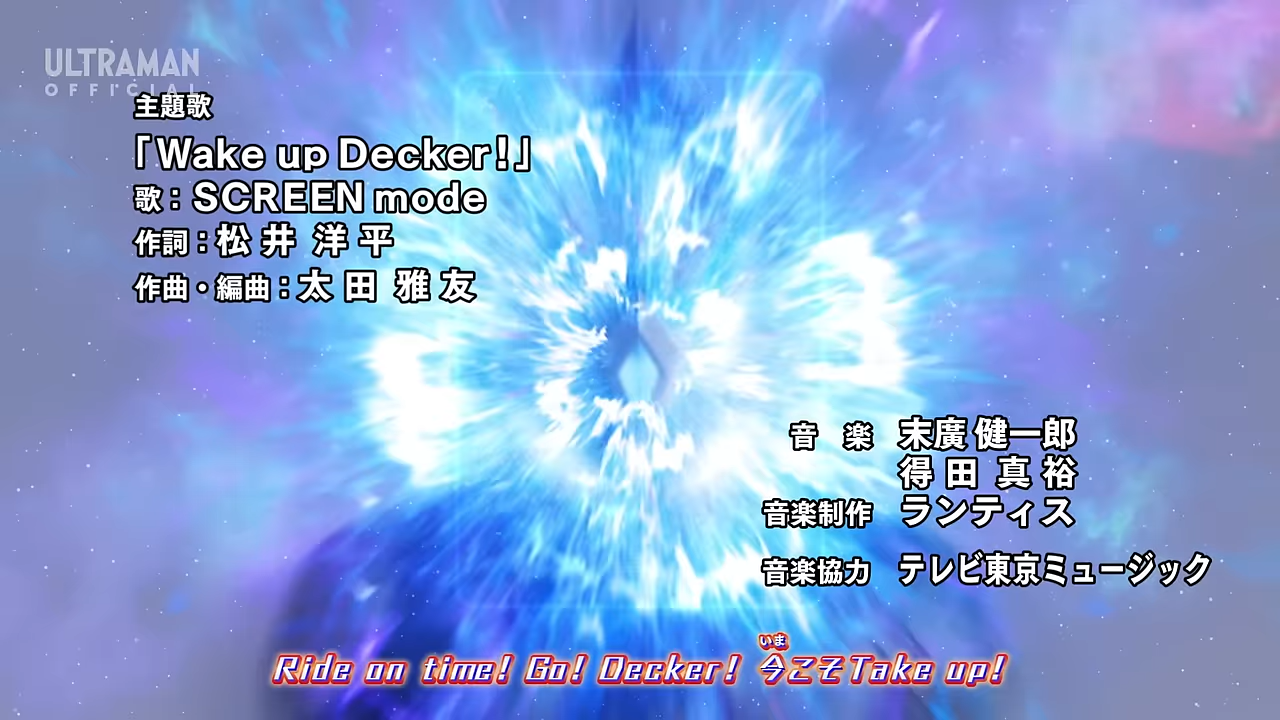 ULTRAMAN
OFFICIAL
主題歌
「Wake up Decker!」
歌：SCREEN mode
作詞：松井 洋平
作曲・編曲：太田 雅友
音 楽 末廣 健一郎
得田 真裕
音楽制作 ランティス
音楽協力 テレビ東京ミュージック
いま
Ride on time! Go! Decker! 今こそTake up!